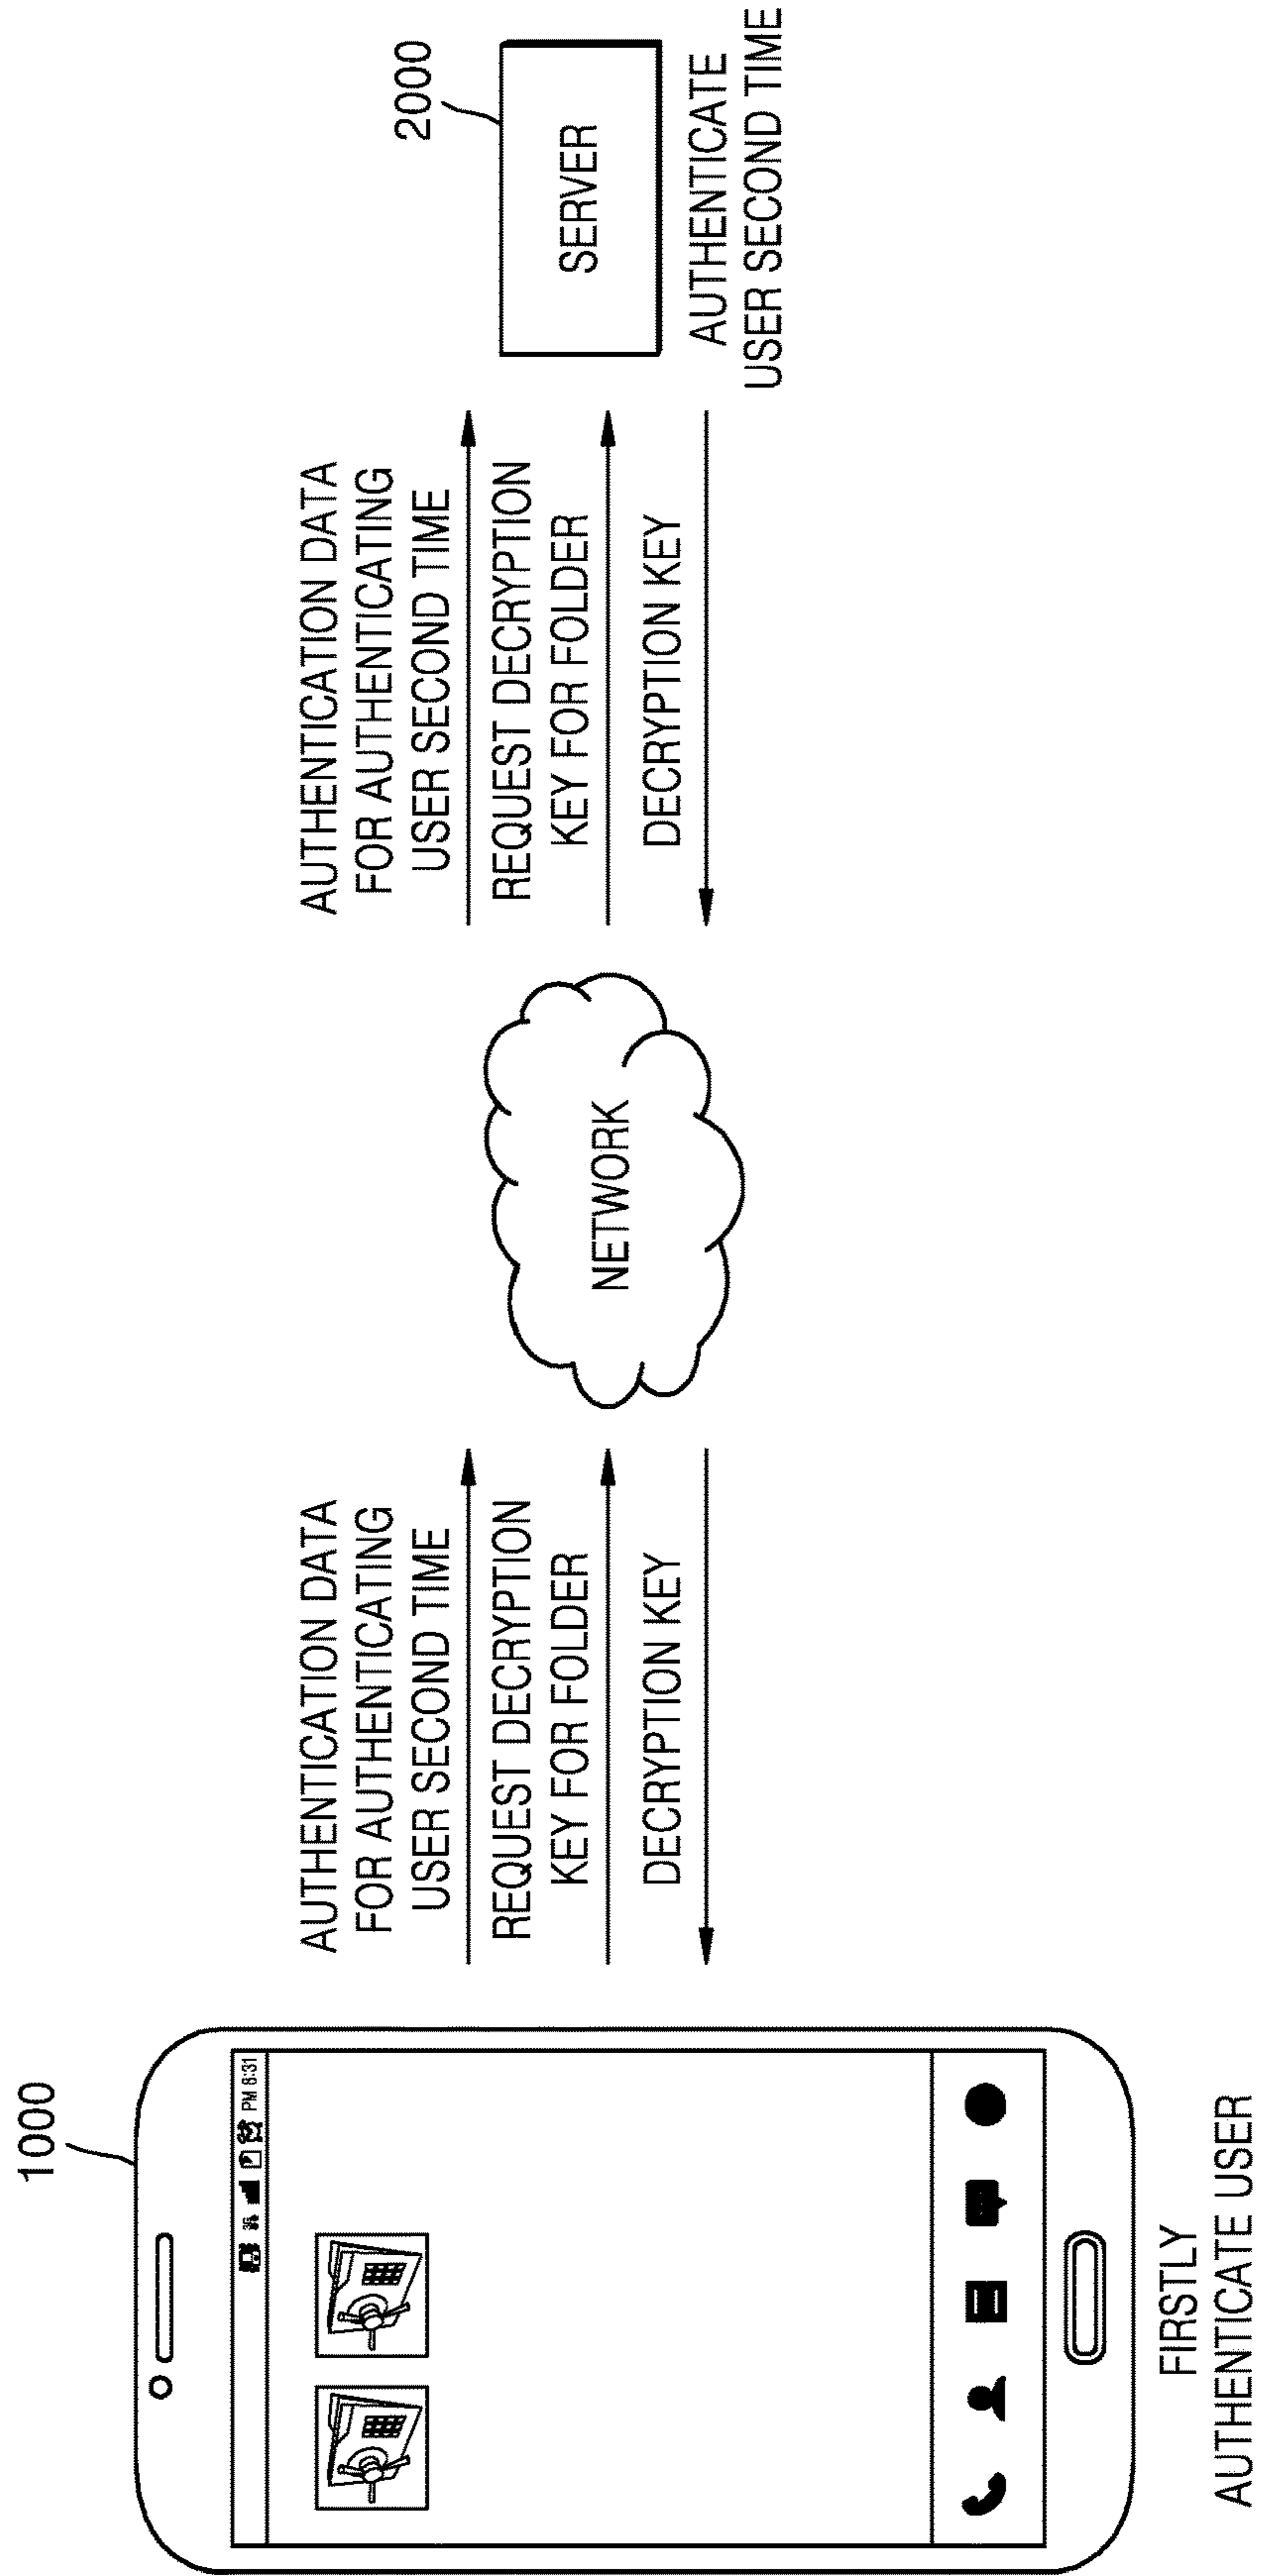 1000
3G
PM 6:31
FIRSTLY
AUTHENTICATE USER
AUTHENTICATION DATA
FOR AUTHENTICATING
USER SECOND TIME
REQUEST DECRYPTION
KEY FOR FOLDER
DECRYPTION KEY
NETWORK
AUTHENTICATION DATA
FOR AUTHENTICATING
USER SECOND TIME
REQUEST DECRYPTION
KEY FOR FOLDER
DECRYPTION KEY
2000
SERVER
AUTHENTICATE
USER SECOND TIME